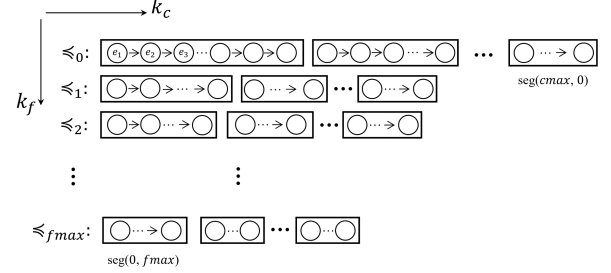 k_c
≼_0: e_1 → e_2 → e_3 ⋯ → → → → → ⋯ → ⋯ ⋯ →
seg(cmax, 0)
k_f
≼_1: → → ⋯ → ⋯ → ⋯ ⋯ →
≼_2: → ⋯ → ⋯ → ⋯ ⋯ →
⋮ ⋮
≼_fmax: ⋯ → ⋯ ⋯ ⋯
seg(0, fmax)